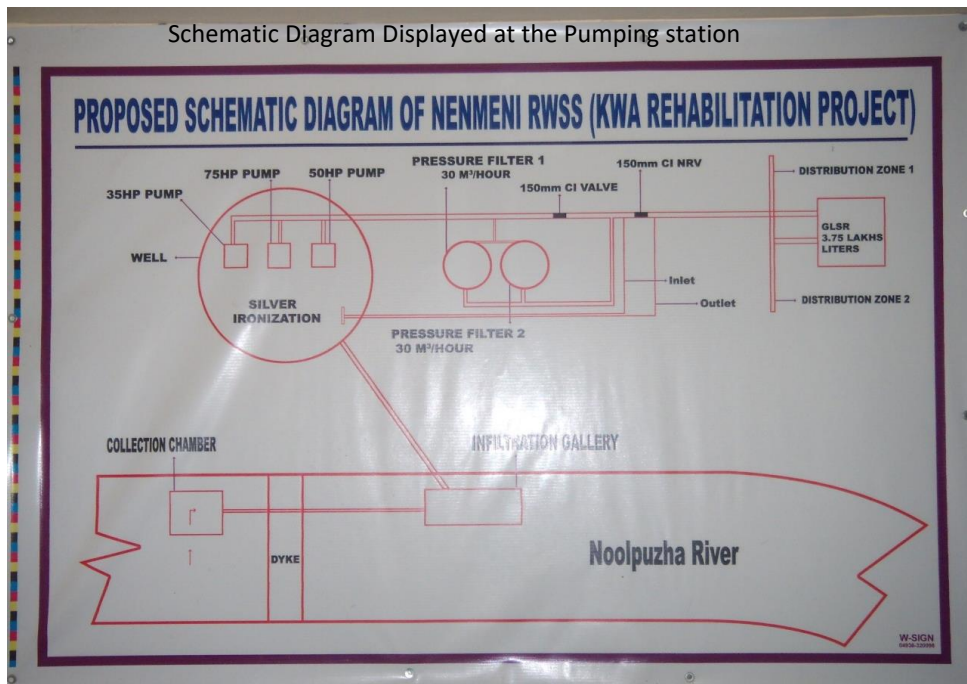 Schematic Diagram Displayed at the Pumping station
PROPOSED SCHEMATIC DIAGRAM OF NENMENI RWSS (KWA REHABILITATION PROJECT)
PRESSURE FILTER 1
30 M³/HOUR
150mm CI NRV
DISTRIBUTION ZONE 1
75HP PUMP
50HP PUMP
150mm CI VALVE
35HP PUMP
GLSR
3.75 LAKHS
LITERS
WELL
Inlet
SILVER
IRONIZATION
Outlet
DISTRIBUTION ZONE 2
PRESSURE FILTER 2
30 M³/HOUR
COLLECTION CHAMBER
INFILTRATION GALLERY
DYKE
Noolpuzha River
W-SIGN